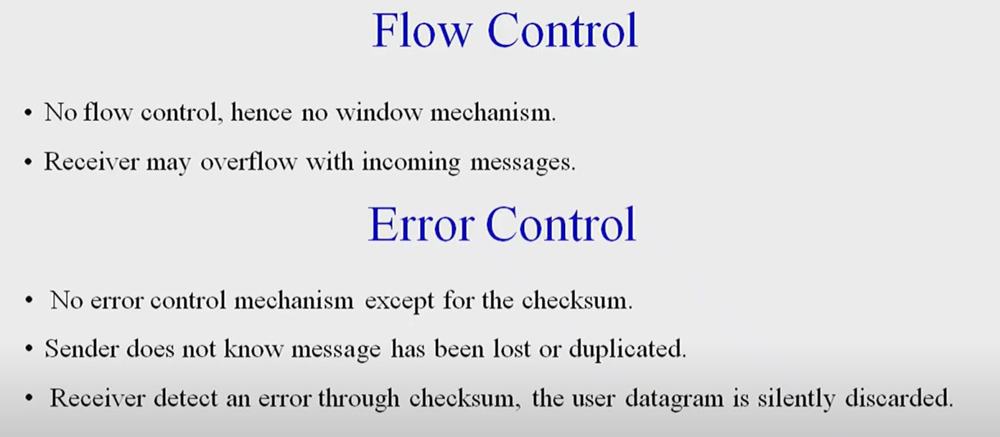 Flow Control
• No flow control, hence no window mechanism.
• Receiver may overflow with incoming messages.
Error Control
• No error control mechanism except for the checksum.
• Sender does not know message has been lost or duplicated.
• Receiver detect an error through checksum, the user datagram is silently discarded.